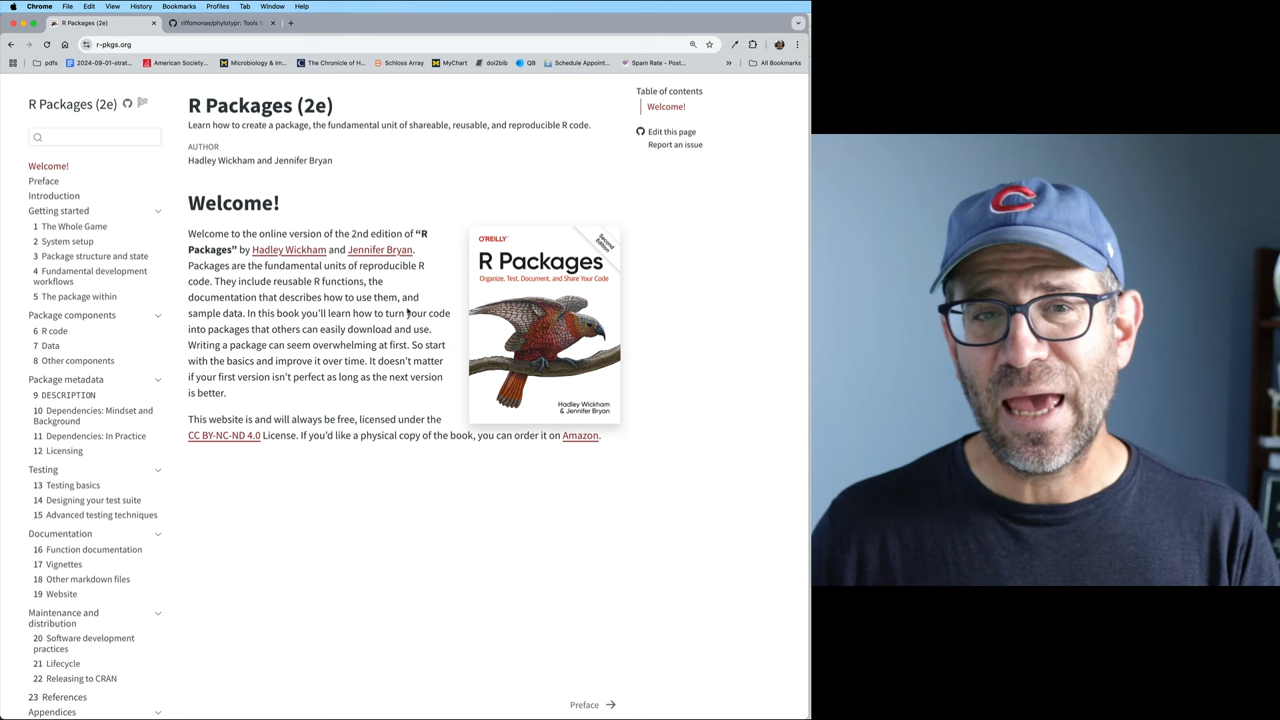 Chrome File Edit View History Bookmarks Profiles Tab Window Help
R Packages (2e)
riffomonas/phylotypr: Tools
r-pkgs.org
pdfs
2024-09-01-strat...
American Society...
Microbiology & Im...
The Chronicle of H...
Schloss Array
MyChart
doi2bib
QB
Schedule Appoint...
Spam Rate - Post...
»
All Bookmarks
R Packages (2e)
Welcome!
Preface
Introduction
Getting started
1 The Whole Game
2 System setup
3 Package structure and state
4 Fundamental development
workflows
5 The package within
Package components
6 R code
7 Data
8 Other components
Package metadata
9 DESCRIPTION
10 Dependencies: Mindset and
Background
11 Dependencies: In Practice
12 Licensing
Testing
13 Testing basics
14 Designing your test suite
15 Advanced testing techniques
Documentation
16 Function documentation
17 Vignettes
18 Other markdown files
19 Website
Maintenance and
distribution
20 Software development
practices
21 Lifecycle
22 Releasing to CRAN
23 References
Appendices
R Packages (2e)
Learn how to create a package, the fundamental unit of shareable, reusable, and reproducible R code.
AUTHOR
Hadley Wickham and Jennifer Bryan
Welcome!
Welcome to the online version of the 2nd edition of “R
Packages” by Hadley Wickham and Jennifer Bryan.
Packages are the fundamental units of reproducible R
code. They include reusable R functions, the
documentation that describes how to use them, and
sample data. In this book you’ll learn how to turn your code
into packages that others can easily download and use.
Writing a package can seem overwhelming at first. So start
with the basics and improve it over time. It doesn’t matter
if your first version isn’t perfect as long as the next version
is better.
This website is and will always be free, licensed under the
CC BY-NC-ND 4.0 License. If you’d like a physical copy of the book, you can order it on Amazon.
O'REILLY
Second
Edition
R Packages
Organize, Test, Document, and Share Your Code
Hadley Wickham
& Jennifer Bryan
Preface
Table of contents
Welcome!
Edit this page
Report an issue
C